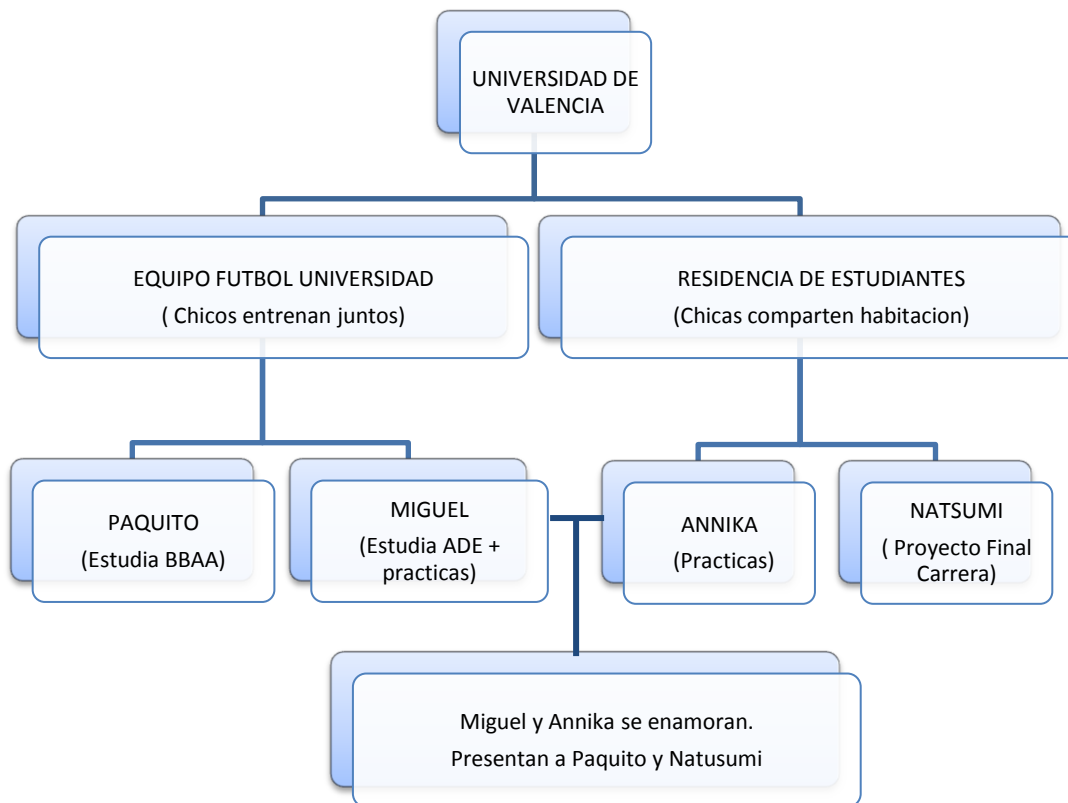 UNIVERSIDAD DE
VALENCIA
EQUIPO FUTBOL UNIVERSIDAD
( Chicos entrenan juntos)
RESIDENCIA DE ESTUDIANTES
(Chicas comparten habitacion)
PAQUITO
(Estudia BBAA)
MIGUEL
(Estudia ADE +
practicas)
ANNIKA
(Practicas)
NATSUMI
( Proyecto Final
Carrera)
Miguel y Annika se enamoran.
Presentan a Paquito y Natusumi